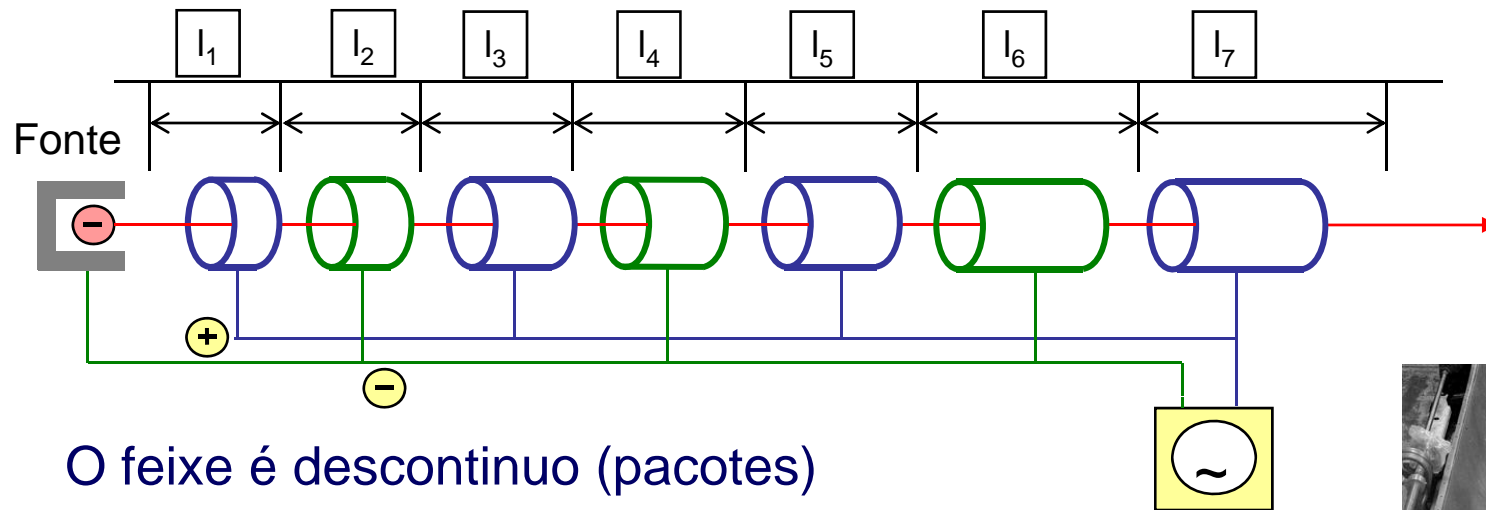 l₁ l₂ l₃ l₄ l₅ l₆ l₇
Fonte
−
+
−
O feixe é descontinuo (pacotes)
~